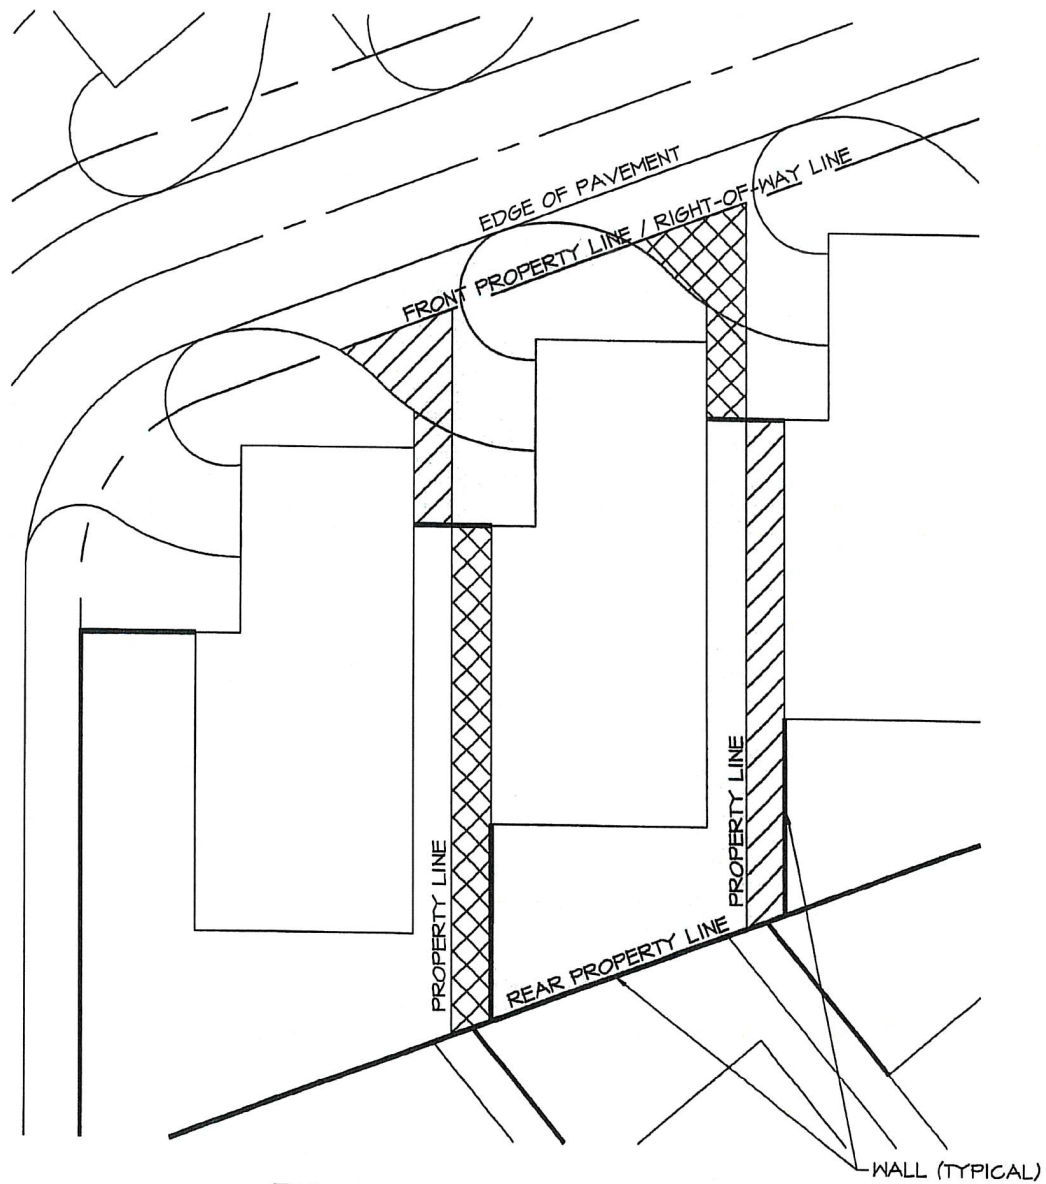 EDGE OF PAVEMENT
FRONT PROPERTY LINE / RIGHT-OF-WAY LINE
PROPERTY LINE
PROPERTY LINE
REAR PROPERTY LINE
WALL (TYPICAL)